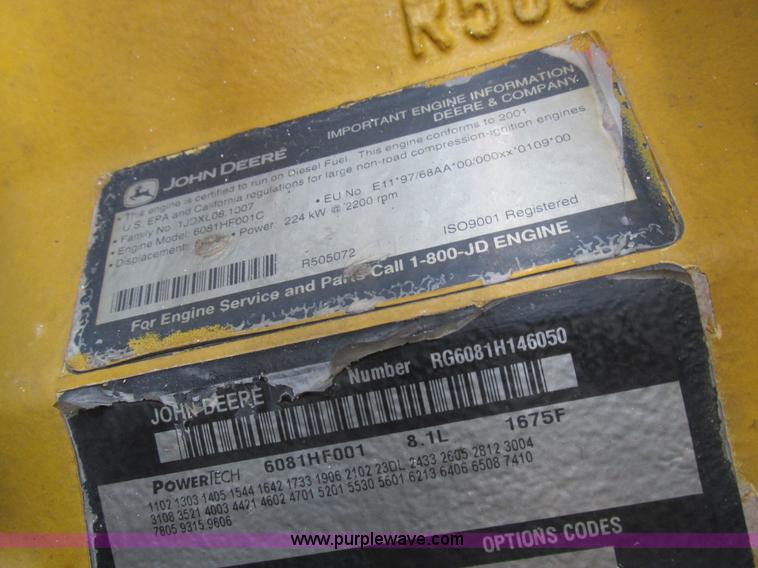 R50
JOHN DEERE
IMPORTANT ENGINE INFORMATION
DEERE & COMPANY
• This engine is certified to run on Diesel Fuel. This engine conforms to 2001
U.S. EPA and California regulations for large non-road compression-ignition engines
• Family No. 1JDXL08.1007
• EU No E11*97/68AA*00/000xx*0109*00
• Engine Model: 6081HF001C
• Displacement: Power: 224 kW @ 2200 rpm
R505072
ISO9001 Registered
For Engine Service and Parts Call 1-800-JD ENGINE
JOHN DEERE
Number RG6081H146050
POWERTECH 6081HF001 8.1L 1675F
1102 1303 1405 1544 1642 1733 1906 2102 23DL 2433 2605 2812 3004
3108 3521 4003 4421 4602 4701 5201 5530 5601 6213 6406 6508 7410
7805 9315 9606
OPTIONS CODES
www.purplewave.com